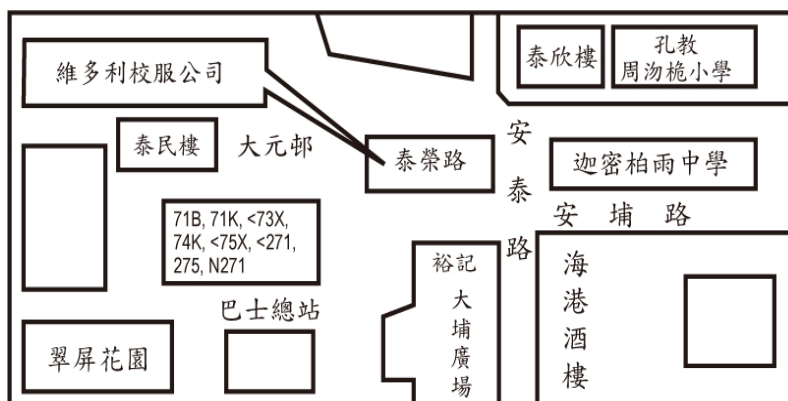 維多利校服公司
泰欣樓
孔教
周沕桅小學
泰民樓
大元邨
泰榮路
安泰路
迦密柏雨中學
安埔路
71B, 71K, <73X,
74K, <75X, <271,
275, N271
巴士總站
裕記
大埔廣場
海港酒樓
翠屏花園